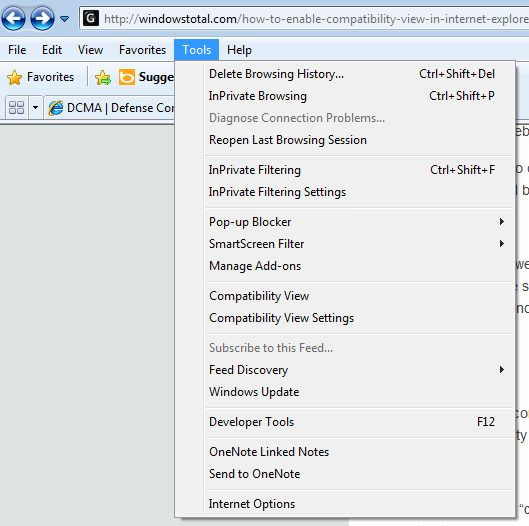 G http://windowstotal.com/how-to-enable-compatibility-view-in-internet-explore
File Edit View Favorites Tools Help
Favorites Sugge
DCMA | Defense Con
Delete Browsing History... Ctrl+Shift+Del
InPrivate Browsing Ctrl+Shift+P
Diagnose Connection Problems...
Reopen Last Browsing Session
InPrivate Filtering Ctrl+Shift+F
InPrivate Filtering Settings
Pop-up Blocker
SmartScreen Filter
Manage Add-ons
Compatibility View
Compatibility View Settings
Subscribe to this Feed...
Feed Discovery
Windows Update
Developer Tools F12
OneNote Linked Notes
Send to OneNote
Internet Options